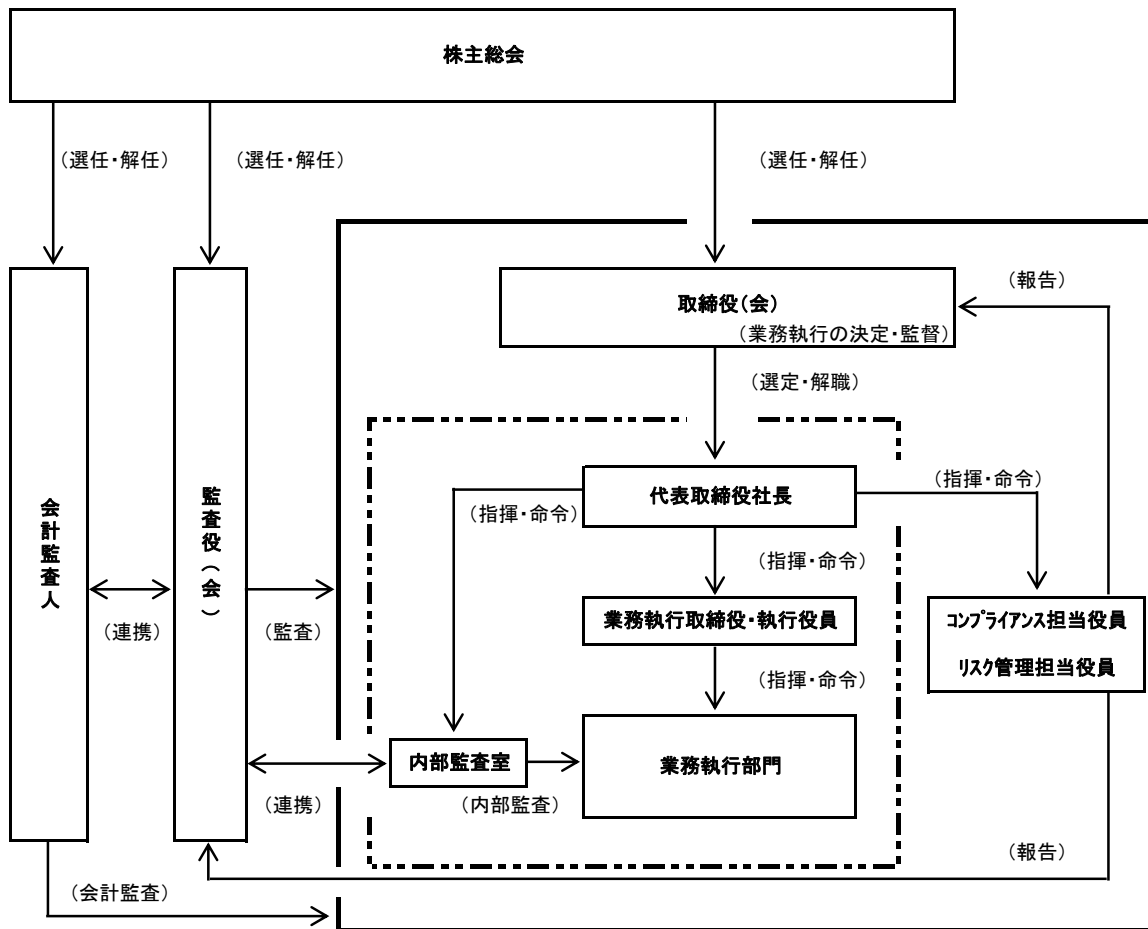 株主総会
（選任・解任）
（選任・解任）
（選任・解任）
取締役（会）
（業務執行の決定・監督）
（報告）
（選定・解職）
代表取締役社長
（指揮・命令）
（指揮・命令）
（指揮・命令）
会計監査人
監査役（会）
（連携）
（監査）
業務執行取締役・執行役員
コンプライアンス担当役員
リスク管理担当役員
（指揮・命令）
内部監査室
業務執行部門
（連携）
（内部監査）
（報告）
（会計監査）